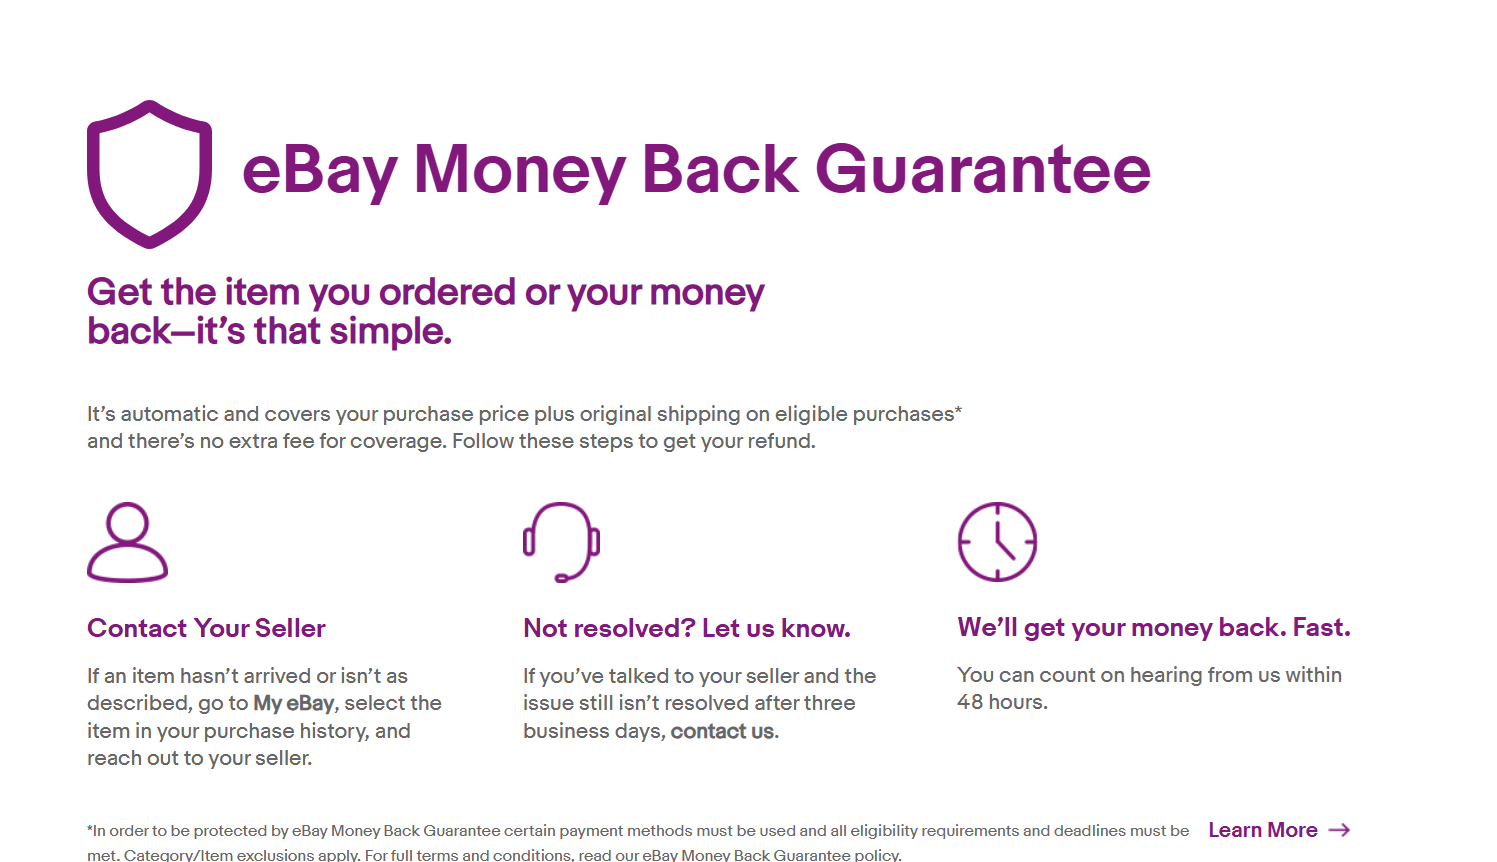 eBay Money Back Guarantee
Get the item you ordered or your money
back—it's that simple.
It's automatic and covers your purchase price plus original shipping on eligible purchases*
and there's no extra fee for coverage. Follow these steps to get your refund.
Contact Your Seller
If an item hasn't arrived or isn't as
described, go to My eBay, select the
item in your purchase history, and
reach out to your seller.
Not resolved? Let us know.
If you've talked to your seller and the
issue still isn't resolved after three
business days, contact us.
We'll get your money back. Fast.
You can count on hearing from us within
48 hours.
*In order to be protected by eBay Money Back Guarantee certain payment methods must be used and all eligibility requirements and deadlines must be
met. Category/Item exclusions apply. For full terms and conditions, read our eBay Money Back Guarantee policy.
Learn More →